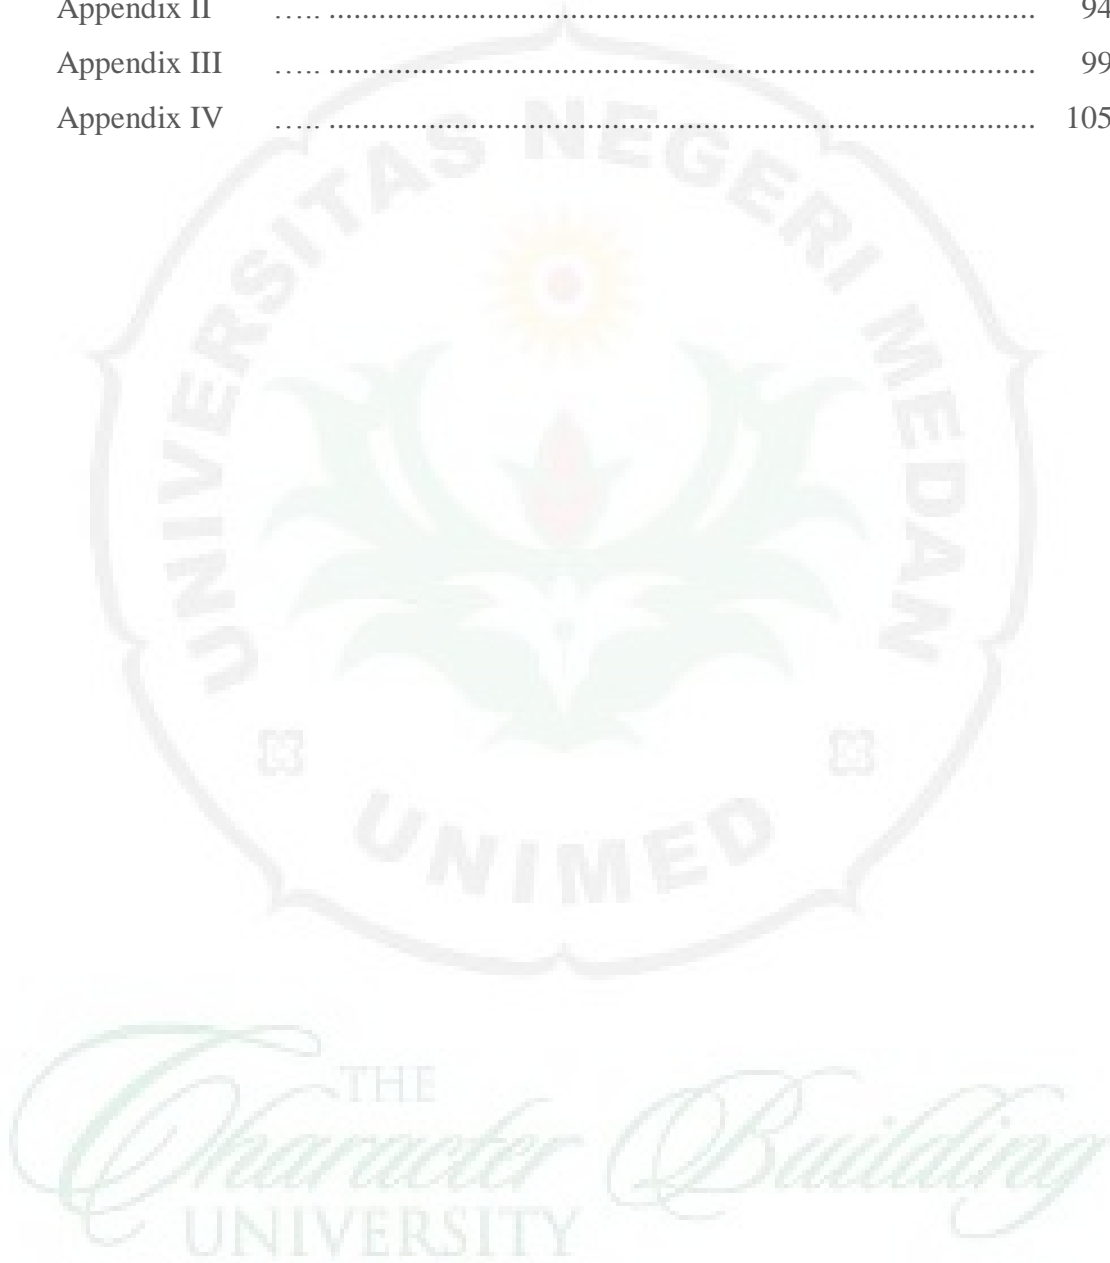 Appendix II ..... ...................................................................................... 94
Appendix III ..... ...................................................................................... 99
Appendix IV ..... ...................................................................................... 105
UNIVERSITAS NEGERI MEDAN
UNIMED
THE
Character Building
UNIVERSITY